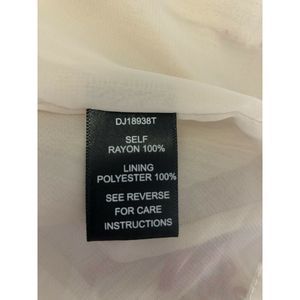 DJ18938T
SELF
RAYON 100%
LINING
POLYESTER 100%
SEE REVERSE
FOR CARE
INSTRUCTIONS